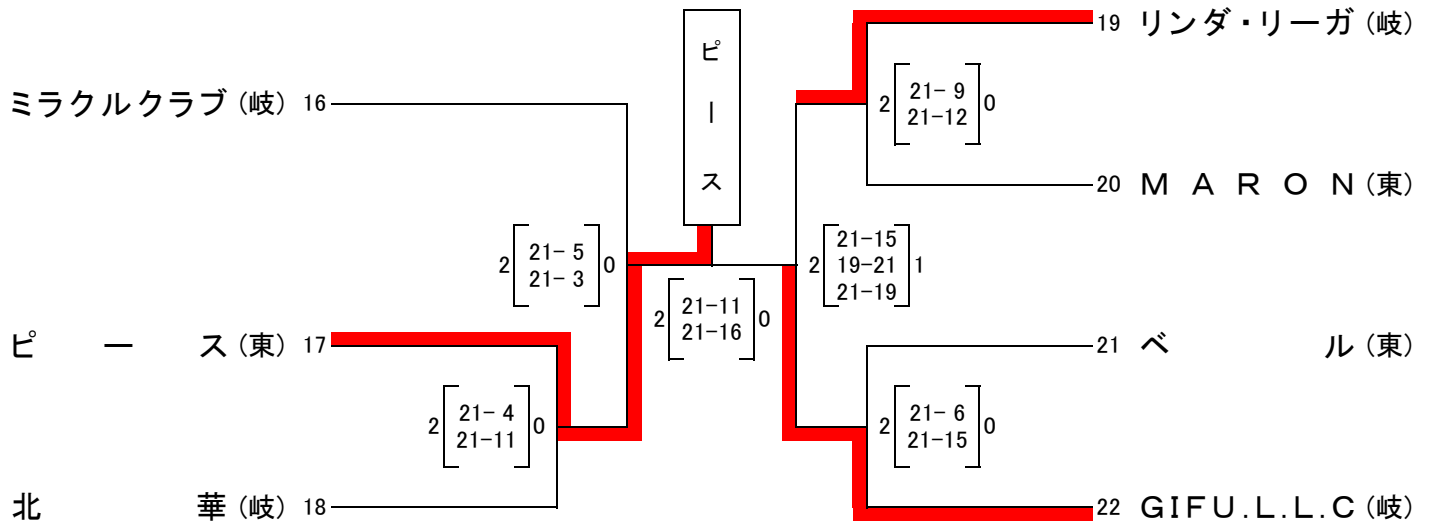 ピース
19 リンダ・リーガ(岐)
ミラクルクラブ(岐) 16
2 21- 9 0
21-12
20 MARON(東)
2 21- 5 0
21- 3
2 21-15 1
19-21
21-19
2 21-11 0
21-16
ピース(東) 17
21 ベル(東)
2 21- 4 0
21-11
2 21- 6 0
21-15
北華(岐) 18
22 GIFU.L.L.C(岐)